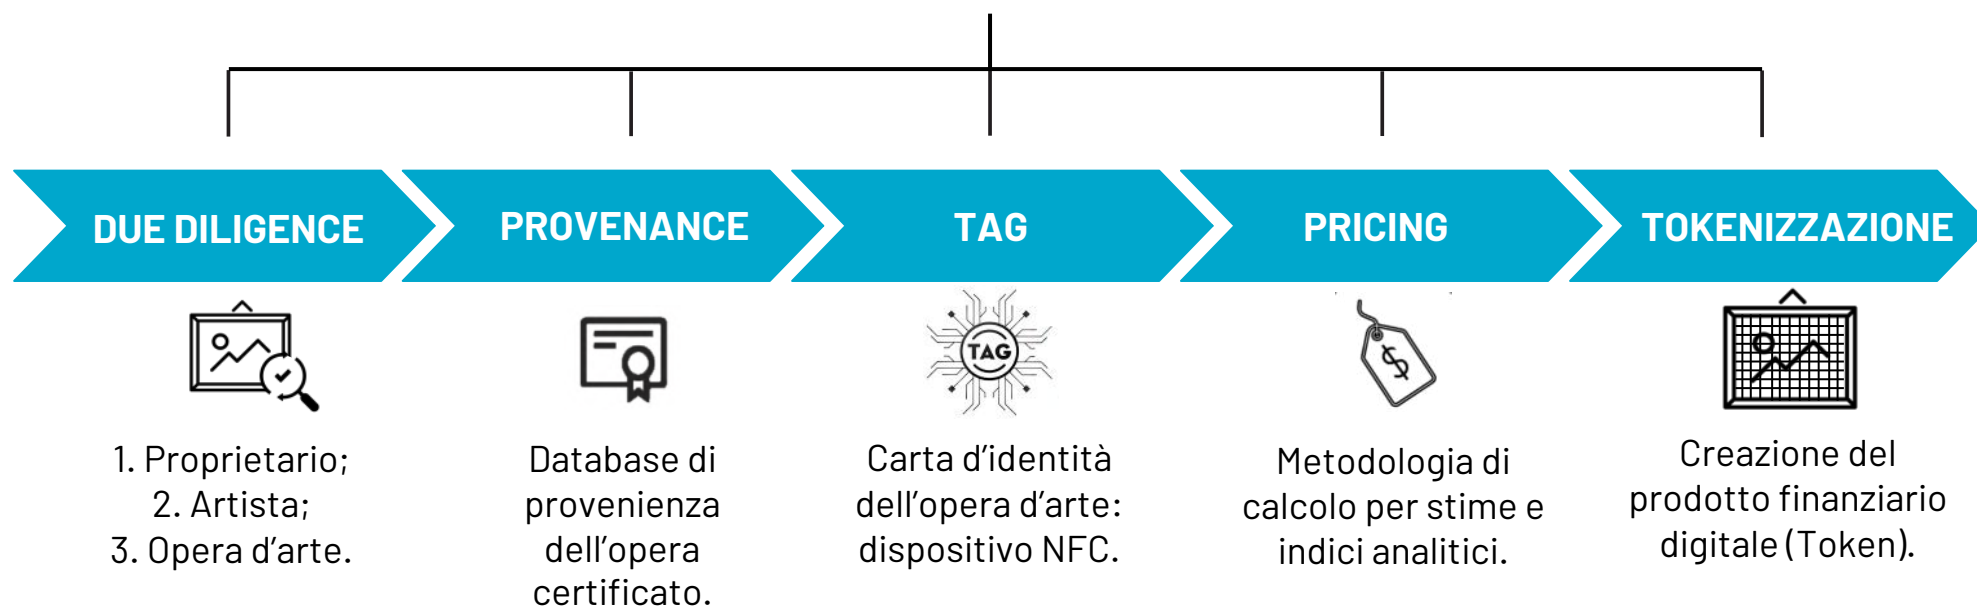 DUE DILIGENCE
PROVENANCE
TAG
PRICING
TOKENIZZAZIONE
TAG
$
1. Proprietario;
2. Artista;
3. Opera d'arte.
Database di
provenienza
dell'opera
certificato.
Carta d'identità
dell'opera d'arte:
dispositivo NFC.
Metodologia di
calcolo per stime e
indici analitici.
Creazione del
prodotto finanziario
digitale (Token).